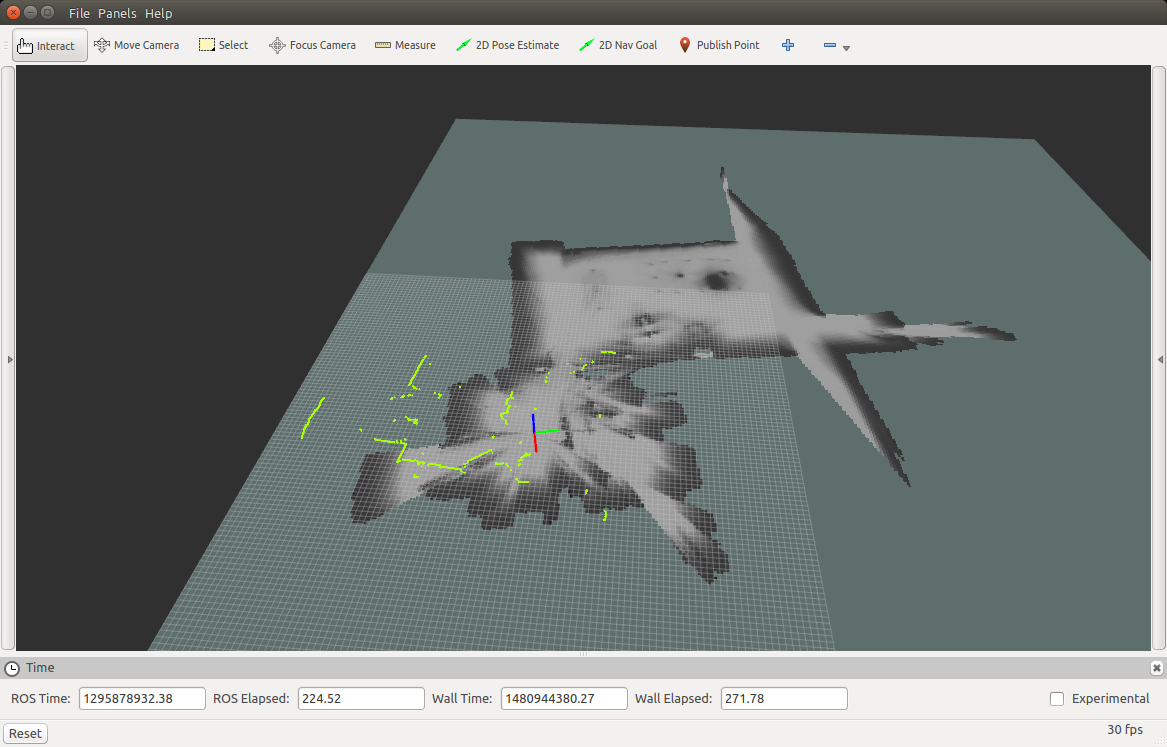 File Panels Help
Interact Move Camera Select Focus Camera Measure 2D Pose Estimate 2D Nav Goal Publish Point
Time
ROS Time: 1295878932.38 ROS Elapsed: 224.52 Wall Time: 1480944380.27 Wall Elapsed: 271.78 Experimental
Reset 30 fps